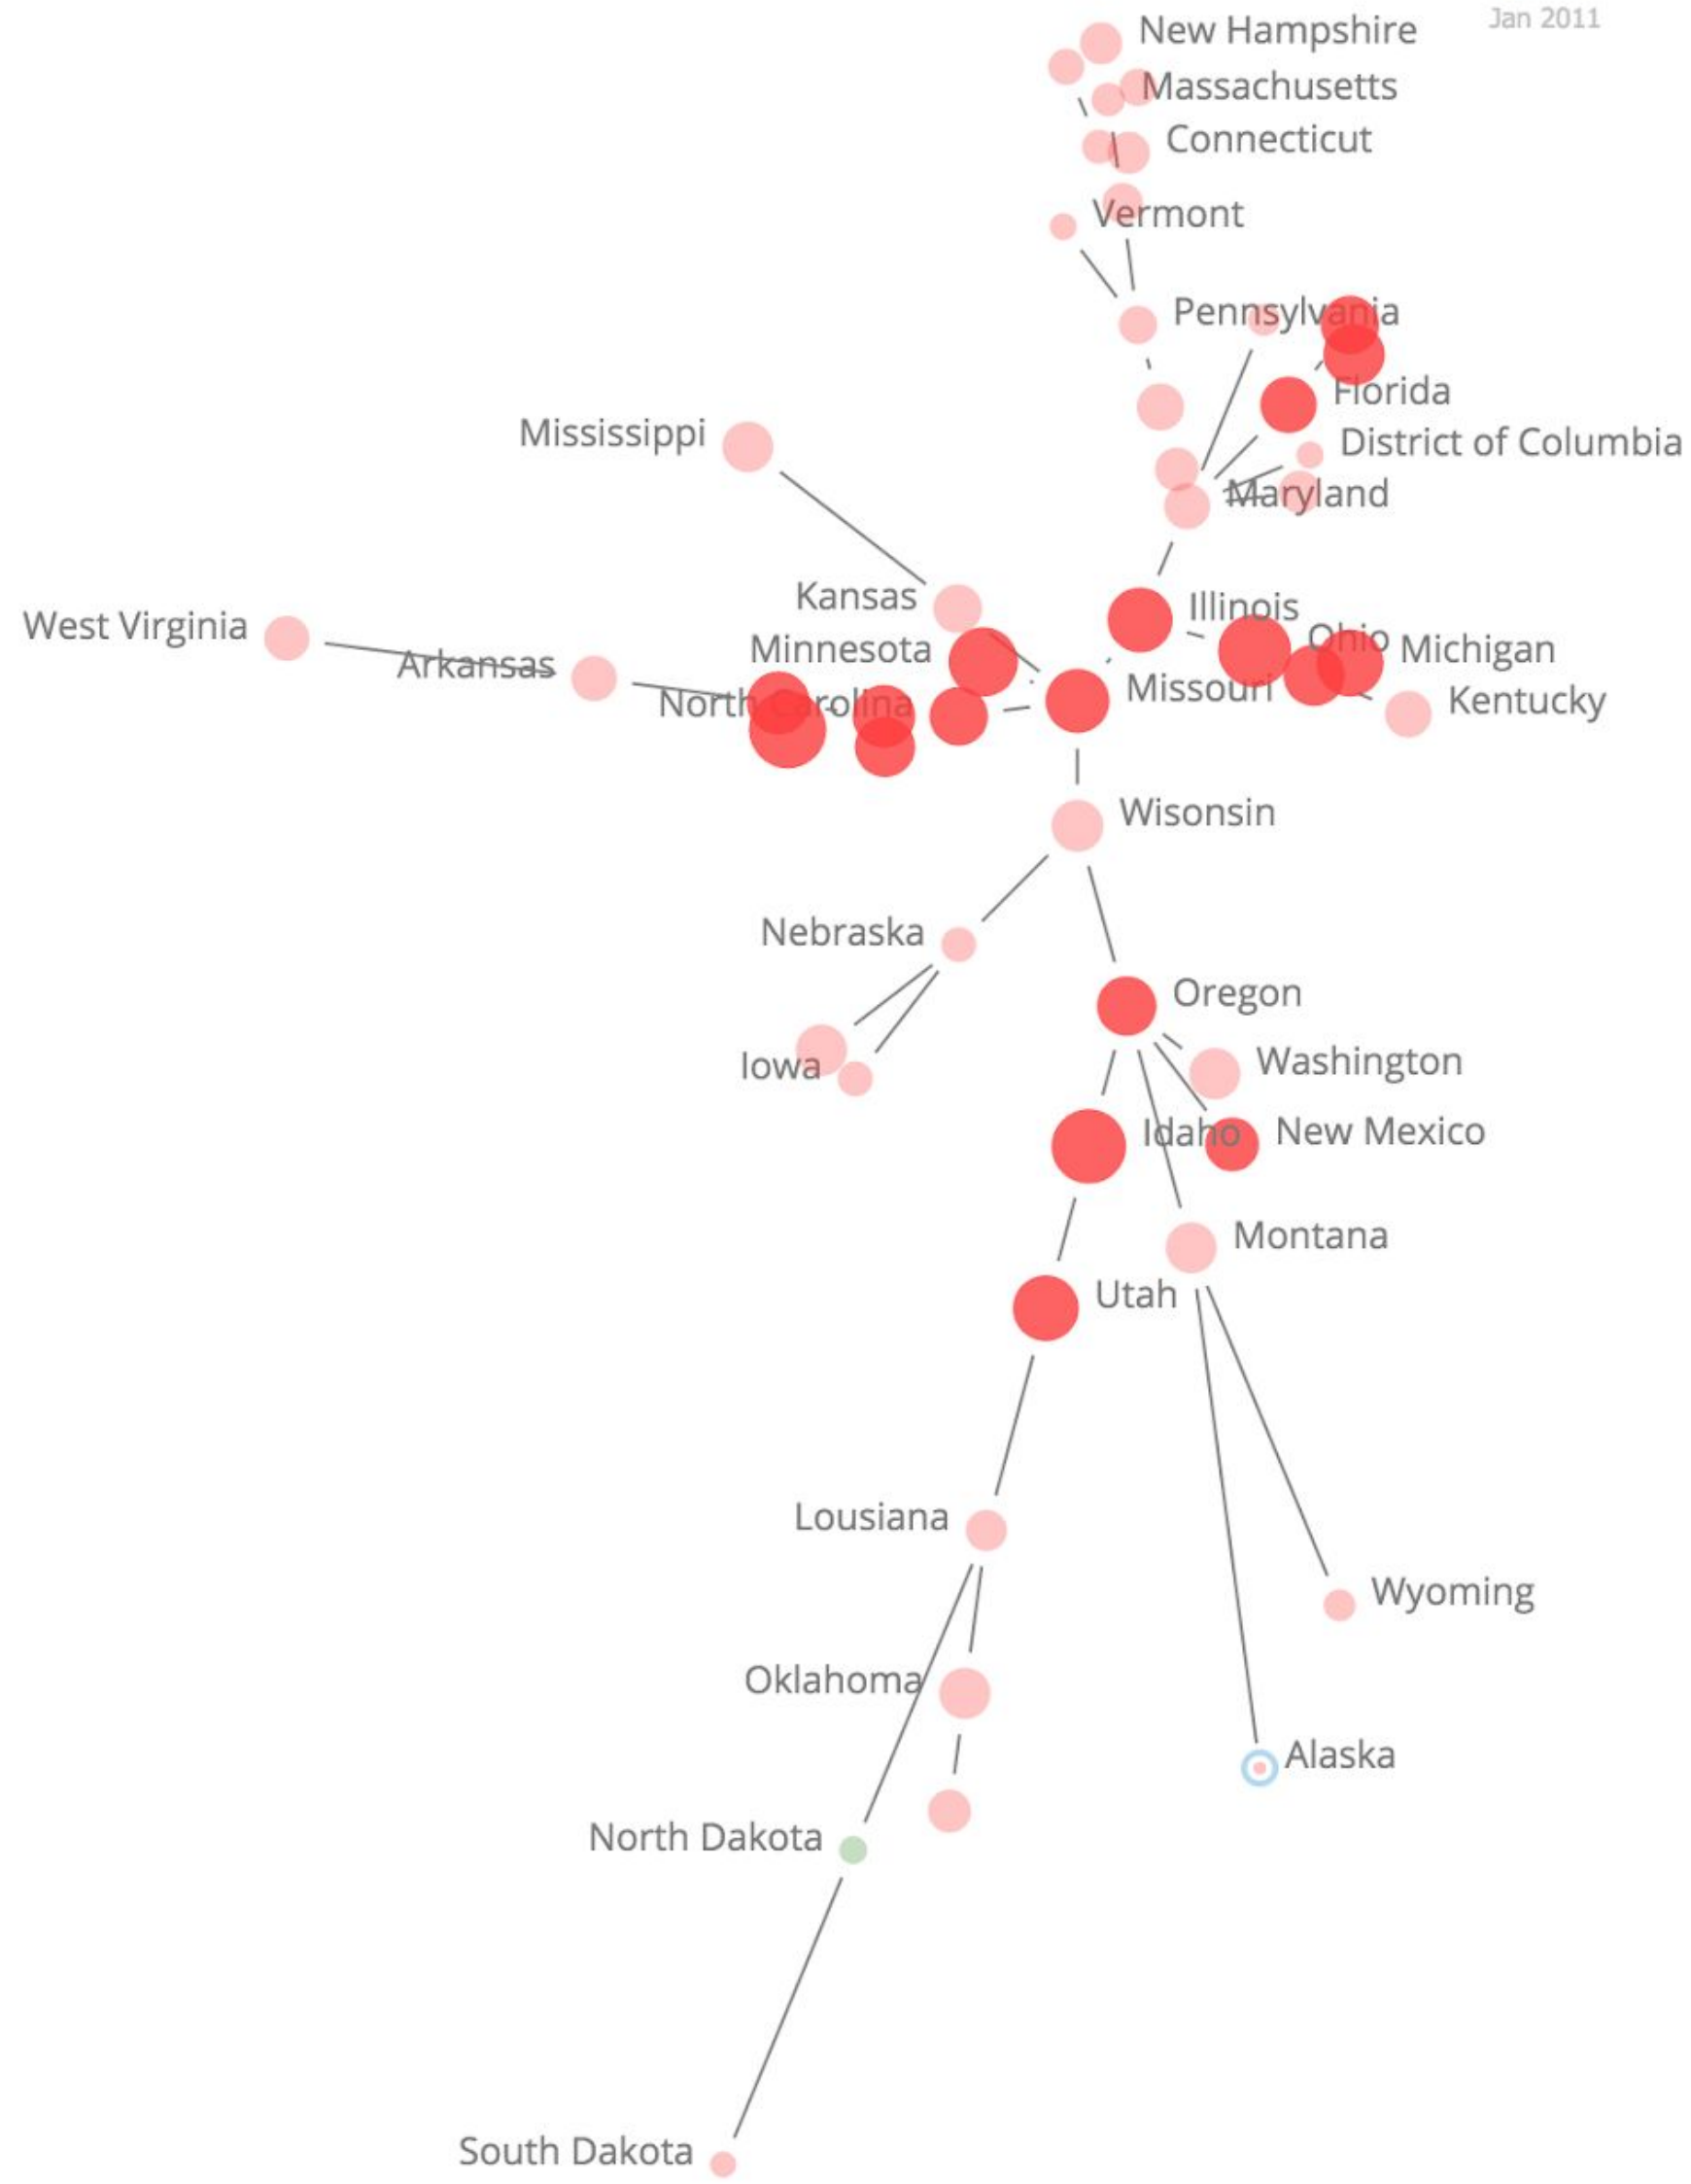 Jan 2011
New Hampshire
Massachusetts
Connecticut
Vermont
Pennsylvania
Florida
District of Columbia
Mississippi
Maryland
Kansas
Illinois
West Virginia
Ohio
Minnesota
Michigan
Arkansas
Missouri
North Carolina
Kentucky
Wisonsin
Nebraska
Oregon
Iowa
Washington
Idaho
New Mexico
Montana
Utah
Lousiana
Wyoming
Oklahoma
Alaska
North Dakota
South Dakota